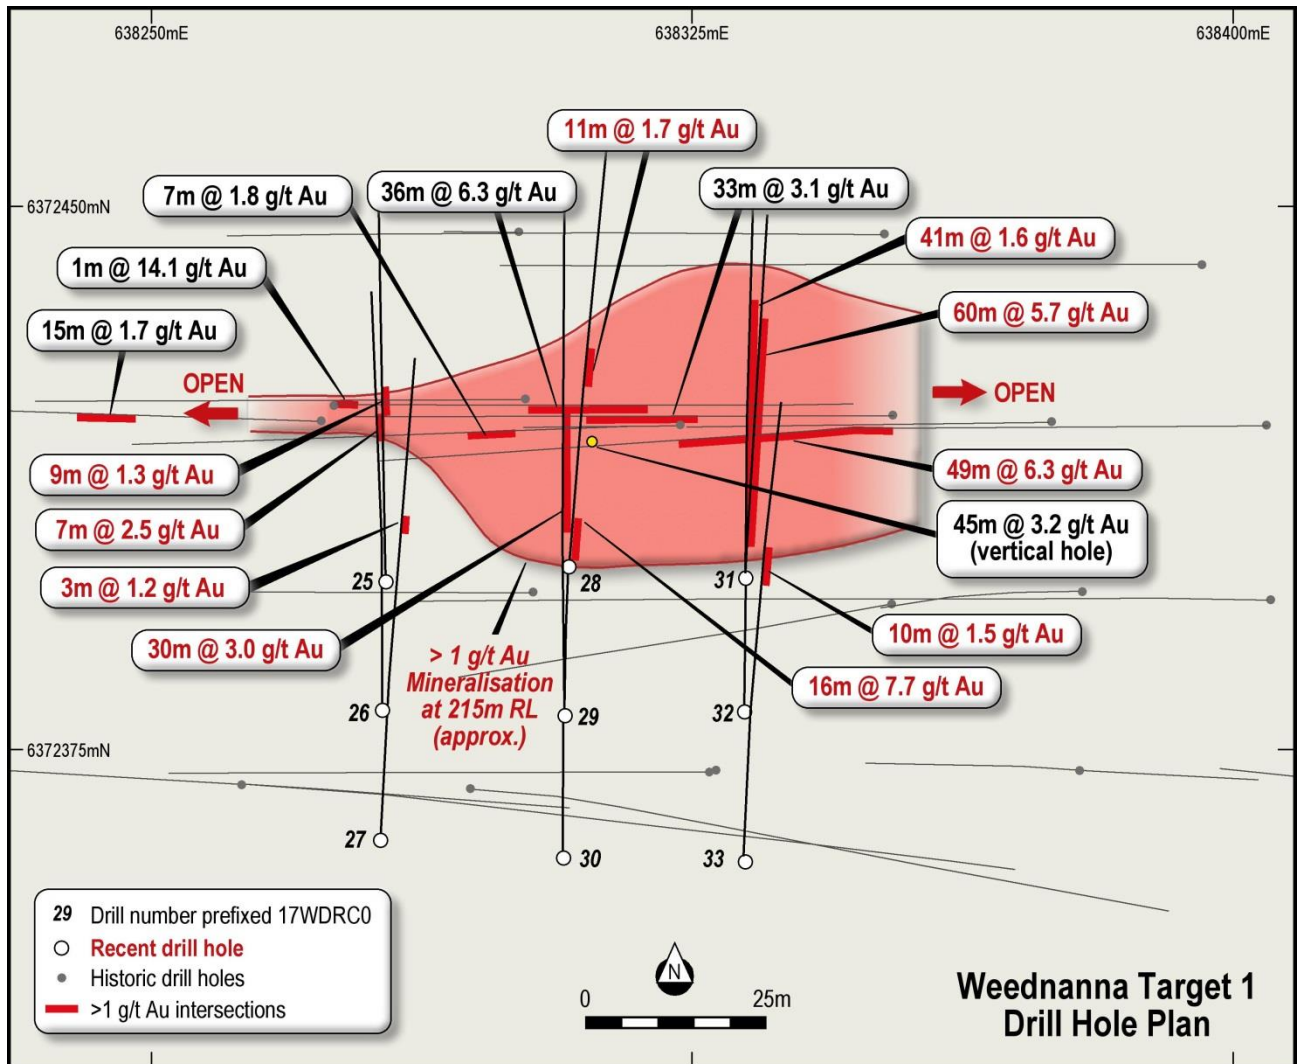 638250mE
638325mE
638400mE
11m @ 1.7 g/t Au
7m @ 1.8 g/t Au
36m @ 6.3 g/t Au
33m @ 3.1 g/t Au
6372450mN
41m @ 1.6 g/t Au
1m @ 14.1 g/t Au
60m @ 5.7 g/t Au
15m @ 1.7 g/t Au
OPEN
OPEN
9m @ 1.3 g/t Au
49m @ 6.3 g/t Au
7m @ 2.5 g/t Au
45m @ 3.2 g/t Au
(vertical hole)
3m @ 1.2 g/t Au
25
28
31
30m @ 3.0 g/t Au
10m @ 1.5 g/t Au
> 1 g/t Au
Mineralisation
at 215m RL
(approx.)
16m @ 7.7 g/t Au
26
29
32
6372375mN
27
30
33
29 Drill number prefixed 17WDRC0
Recent drill hole
Historic drill holes
>1 g/t Au intersections
N
0 25m
Weednanna Target 1
Drill Hole Plan